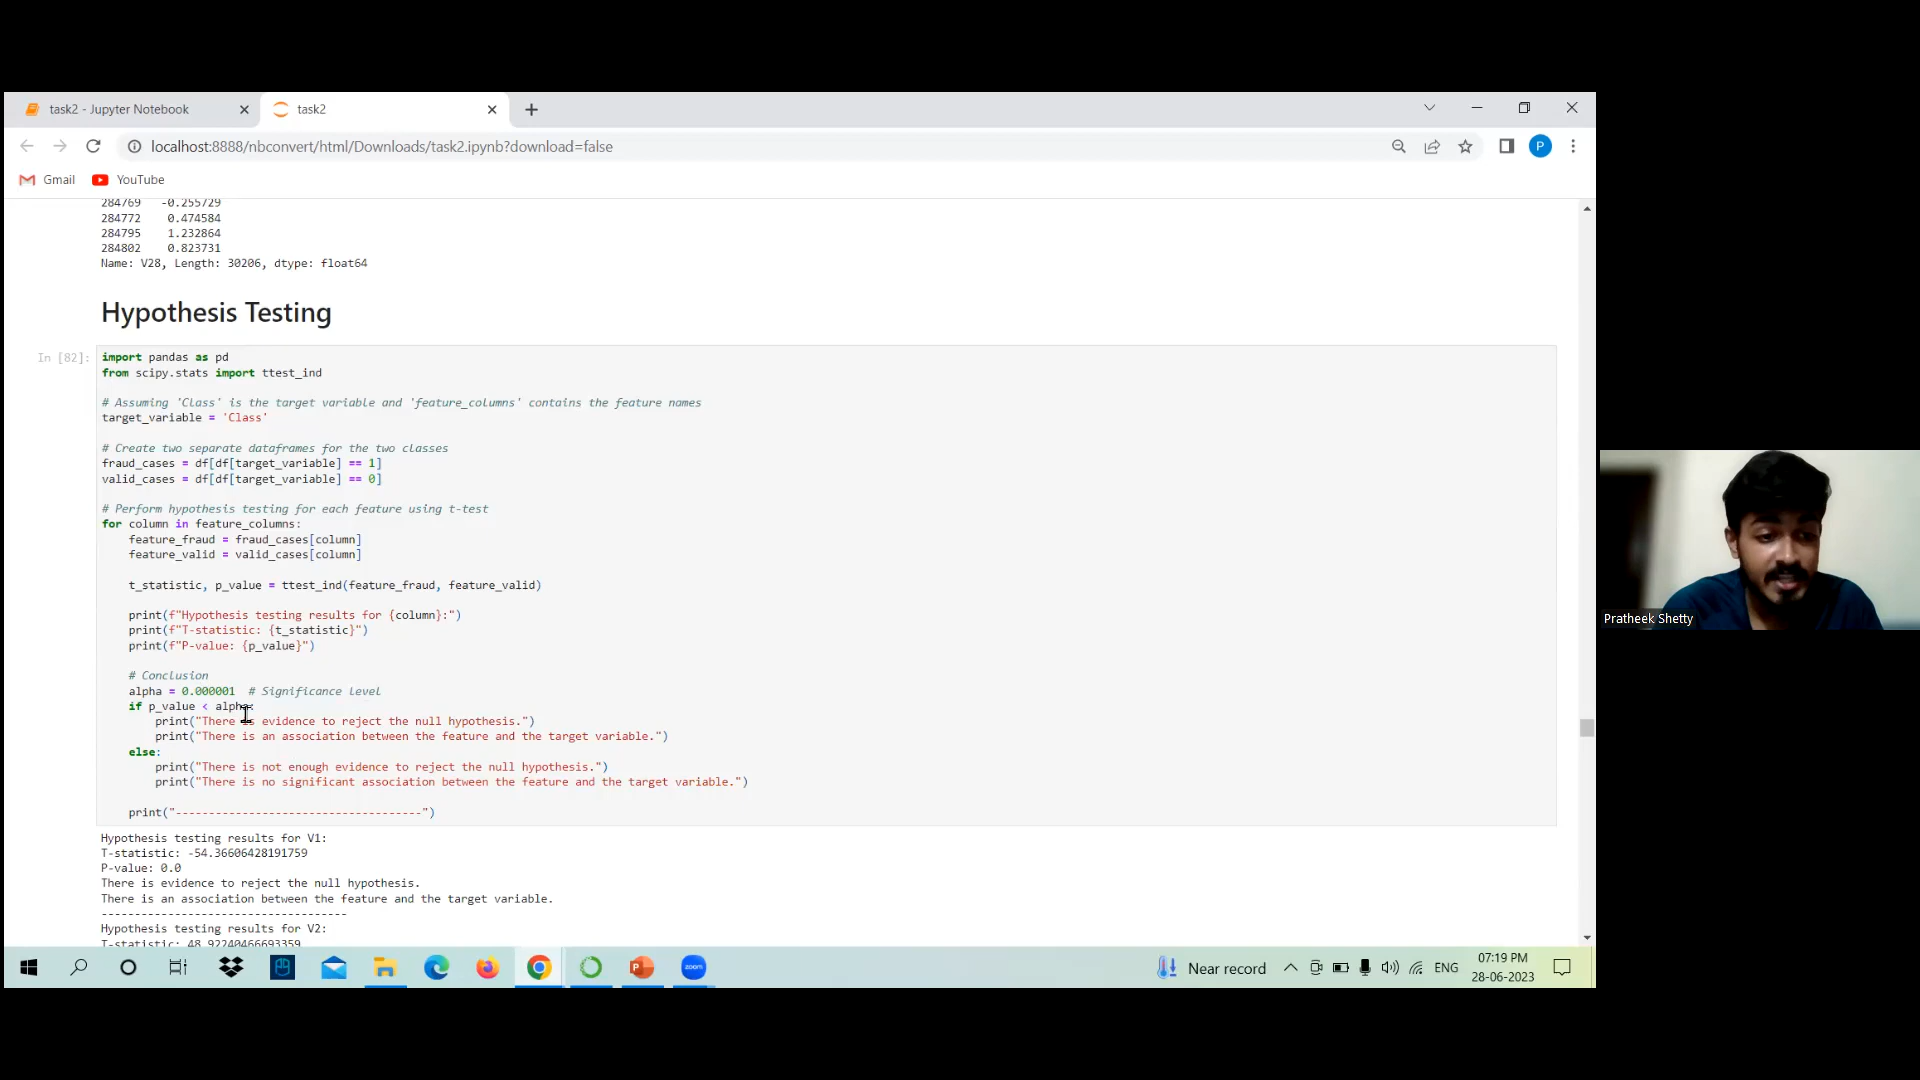 task2 - Jupyter Notebook
task2
localhost:8888/nbconvert/html/Downloads/task2.ipynb?download=false
P
Gmail
YouTube
284769 -0.255729
284772 0.474584
284795 1.232864
284802 0.823731
Name: V28, Length: 30206, dtype: float64
Hypothesis Testing
In [82]:
import pandas as pd
from scipy.stats import ttest_ind
# Assuming 'Class' is the target variable and 'feature_columns' contains the feature names
target_variable = 'Class'
# Create two separate dataframes for the two classes
fraud_cases = df[df[target_variable] == 1]
valid_cases = df[df[target_variable] == 0]
# Perform hypothesis testing for each feature using t-test
for column in feature_columns:
feature_fraud = fraud_cases[column]
feature_valid = valid_cases[column]
t_statistic, p_value = ttest_ind(feature_fraud, feature_valid)
print(f"Hypothesis testing results for {column}:")
print(f"T-statistic: {t_statistic}")
print(f"P-value: {p_value}")
# Conclusion
alpha = 0.000001 # Significance level
if p_value < alpha:
print("There is evidence to reject the null hypothesis.")
print("There is an association between the feature and the target variable.")
else:
print("There is not enough evidence to reject the null hypothesis.")
print("There is no significant association between the feature and the target variable.")
print("-------------------------------------")
Hypothesis testing results for V1:
T-statistic: -54.36606428191759
P-value: 0.0
There is evidence to reject the null hypothesis.
There is an association between the feature and the target variable.
-------------------------------------
Hypothesis testing results for V2:
T-statistic: 48.92240466693359
Pratheek Shetty
zoom
Near record
ENG
07:19 PM
28-06-2023